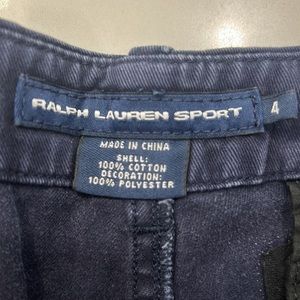 RALPH LAUREN SPORT
4
MADE IN CHINA
SHELL:
100% COTTON
DECORATION:
100% POLYESTER